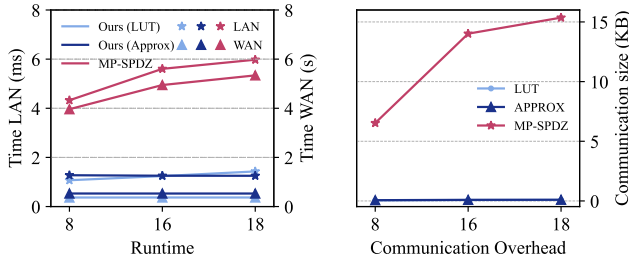 8
6
4
2
0
Time LAN (ms)
Ours (LUT)
Ours (Approx)
MP-SPDZ
LAN
WAN
8
6
4
2
0
Time WAN (s)
8 16 18
Runtime
LUT
APPROX
MP-SPDZ
15
10
5
0
Communication size (KB)
8 16 18
Communication Overhead